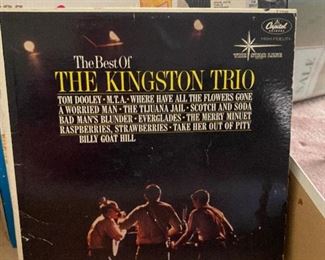 Capitol
HIGH FIDELITY
THE STAR LINE
The Best Of
THE KINGSTON TRIO
TOM DOOLEY • M.T.A. • WHERE HAVE ALL THE FLOWERS GONE
A WORRIED MAN • THE TIJUANA JAIL • SCOTCH AND SODA
BAD MAN'S BLUNDER • EVERGLADES • THE MERRY MINUET
RASPBERRIES, STRAWBERRIES • TAKE HER OUT OF PITY
BILLY GOAT HILL